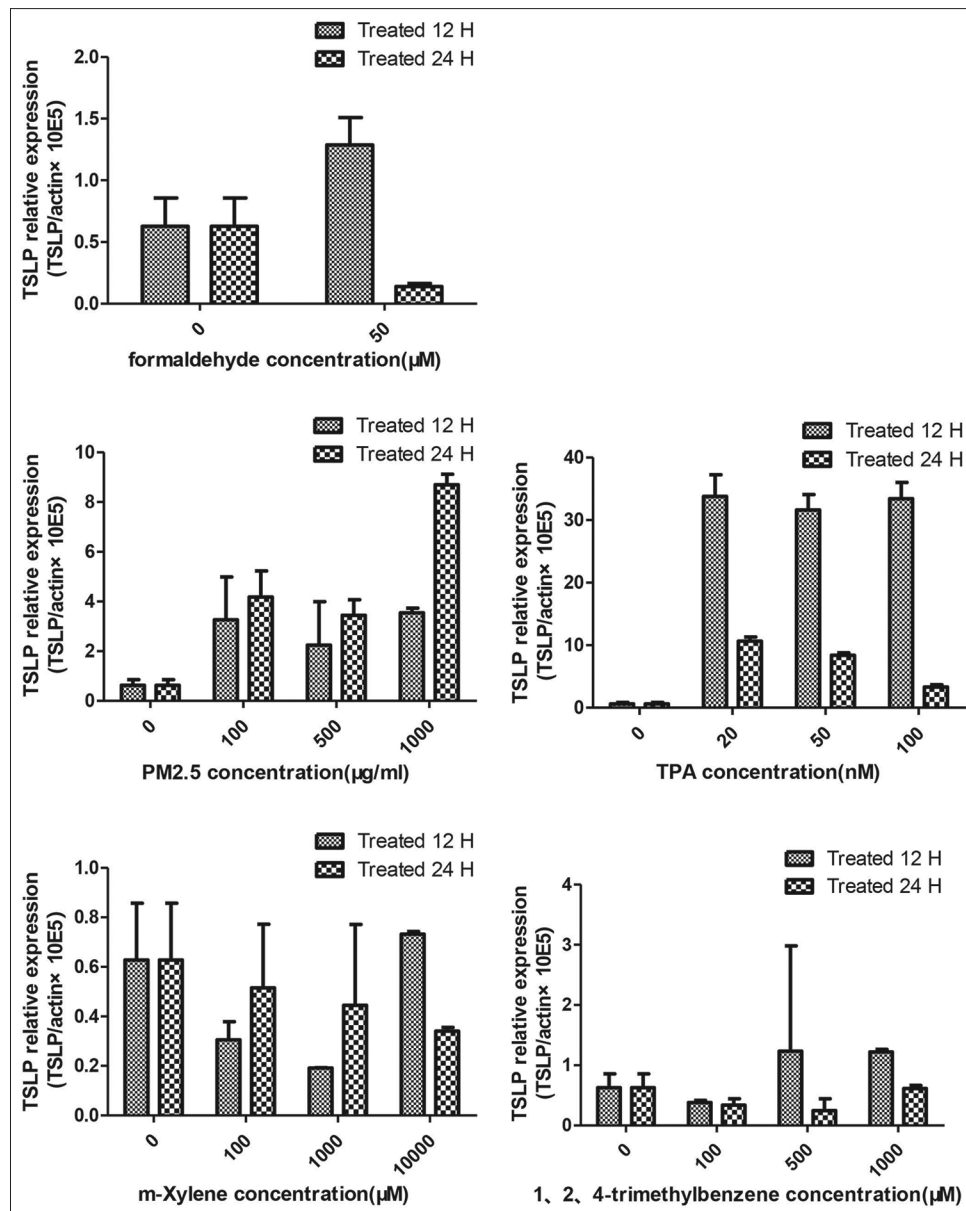 Treated 12 H
Treated 24 H
TSLP relative expression
(TSLP/actin× 10E5)
2.0
1.5
1.0
0.5
0.0
0
50
formaldehyde concentration(µM)
Treated 12 H
Treated 24 H
TSLP relative expression
(TSLP/actin× 10E5)
10
8
6
4
2
0
0
100
500
1000
PM2.5 concentration(µg/ml)
Treated 12 H
Treated 24 H
TSLP relative expression
(TSLP/actin× 10E5)
40
30
20
10
0
0
20
50
100
TPA concentration(nM)
Treated 12 H
Treated 24 H
TSLP relative expression
(TSLP/actin× 10E5)
1.0
0.8
0.6
0.4
0.2
0.0
0
100
1000
10000
m-Xylene concentration(µM)
Treated 12 H
Treated 24 H
TSLP relative expression
(TSLP/actin× 10E5)
4
3
2
1
0
0
100
500
1000
1、2、4-trimethylbenzene concentration(µM)